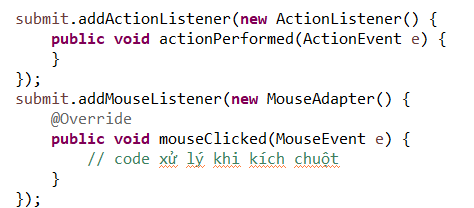 submit.addActionListener(new ActionListener() {
    public void actionPerformed(ActionEvent e) {
    }
});
submit.addMouseListener(new MouseAdapter() {
    @Override
    public void mouseClicked(MouseEvent e) {
        // code xử lý khi kích chuột
    }
});